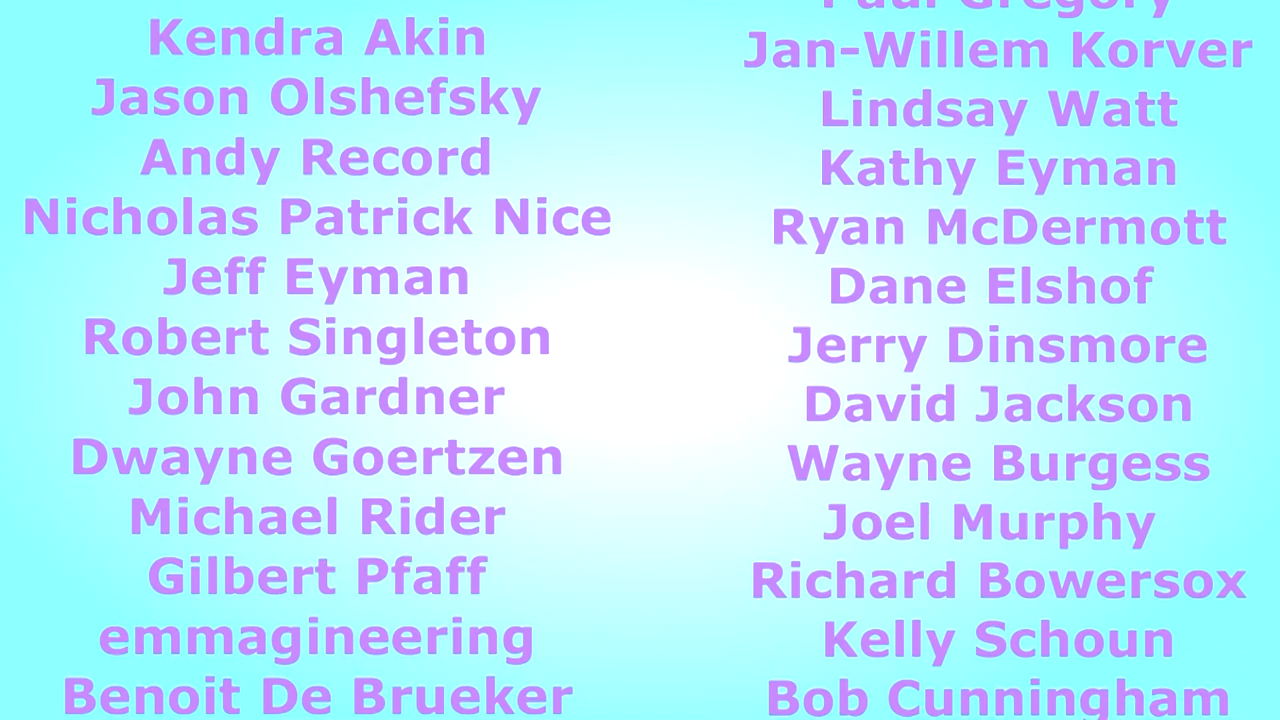 Kendra Akin
Jason Olshefsky
Andy Record
Nicholas Patrick Nice
Jeff Eyman
Robert Singleton
John Gardner
Dwayne Goertzen
Michael Rider
Gilbert Pfaff
emmagineering
Benoit De Brueker
Paul Gregory
Jan-Willem Korver
Lindsay Watt
Kathy Eyman
Ryan McDermott
Dane Elshof
Jerry Dinsmore
David Jackson
Wayne Burgess
Joel Murphy
Richard Bowersox
Kelly Schoun
Bob Cunningham